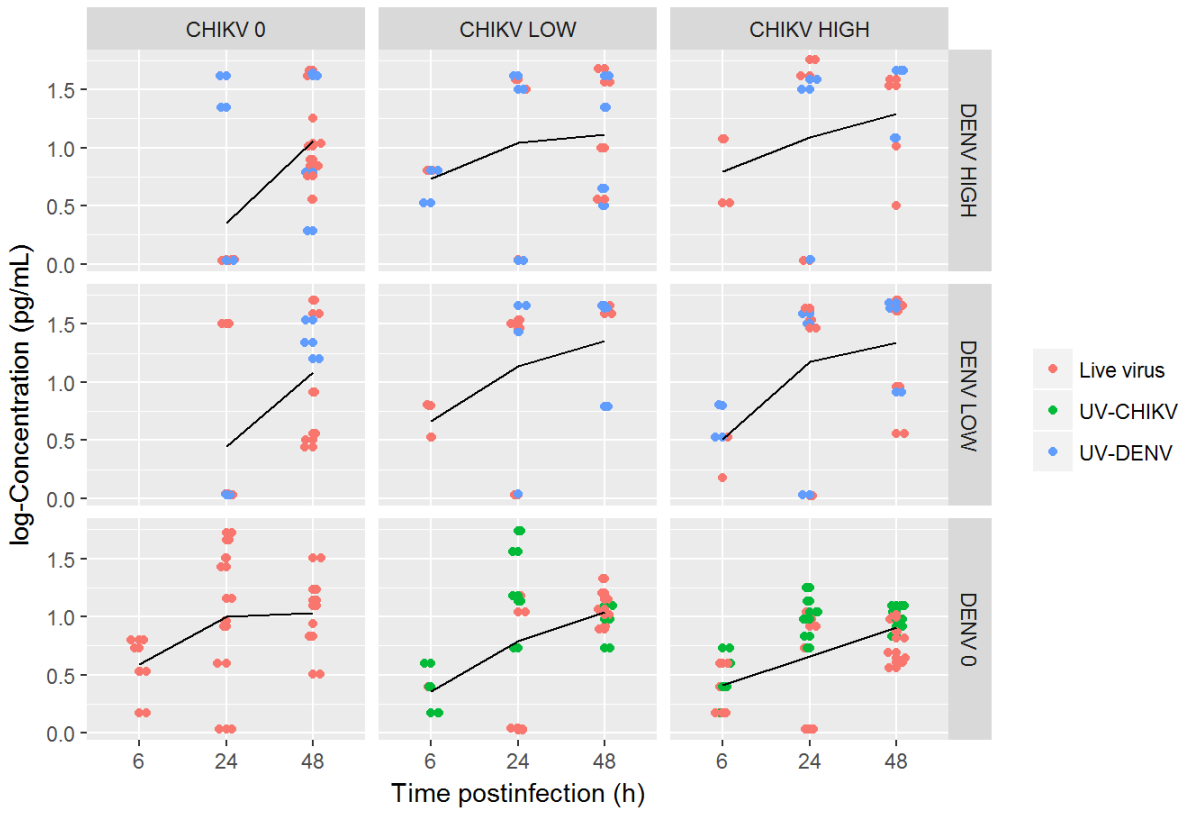 CHIKV 0
CHIKV LOW
CHIKV HIGH
1.5
1.0
0.5
0.0
DENV HIGH
1.5
1.0
0.5
0.0
DENV LOW
1.5
1.0
0.5
0.0
DENV 0
log-Concentration (pg/mL)
6 24 48
6 24 48
6 24 48
Time postinfection (h)
Live virus
UV-CHIKV
UV-DENV